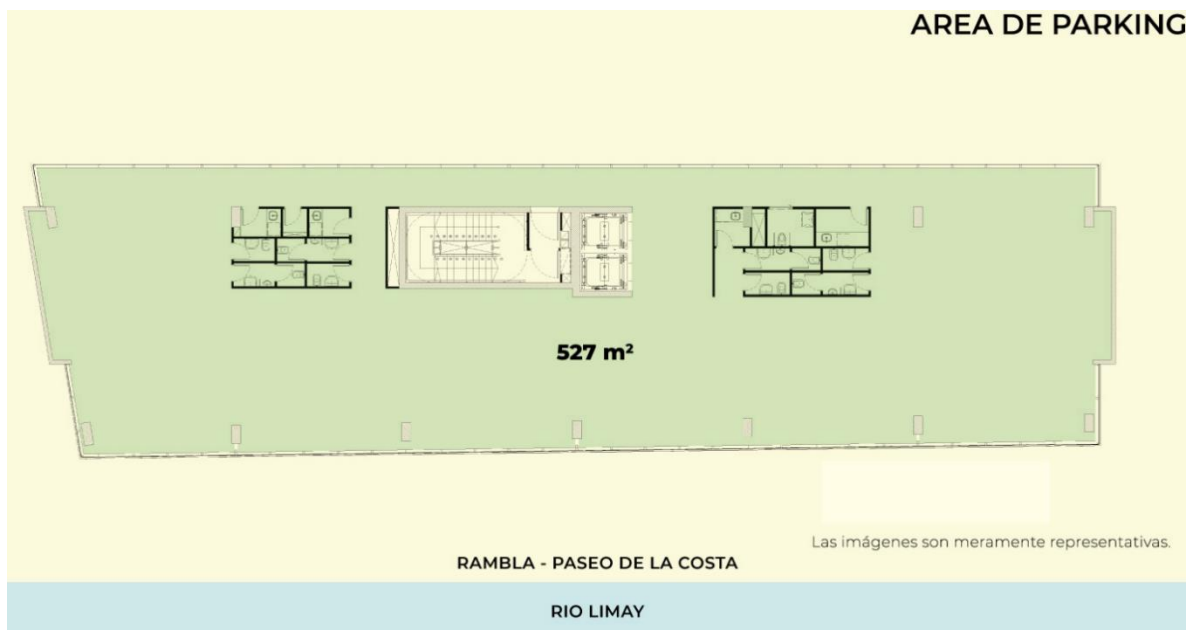 AREA DE PARKING
527 m²
Las imágenes son meramente representativas.
RAMBLA - PASEO DE LA COSTA
RIO LIMAY